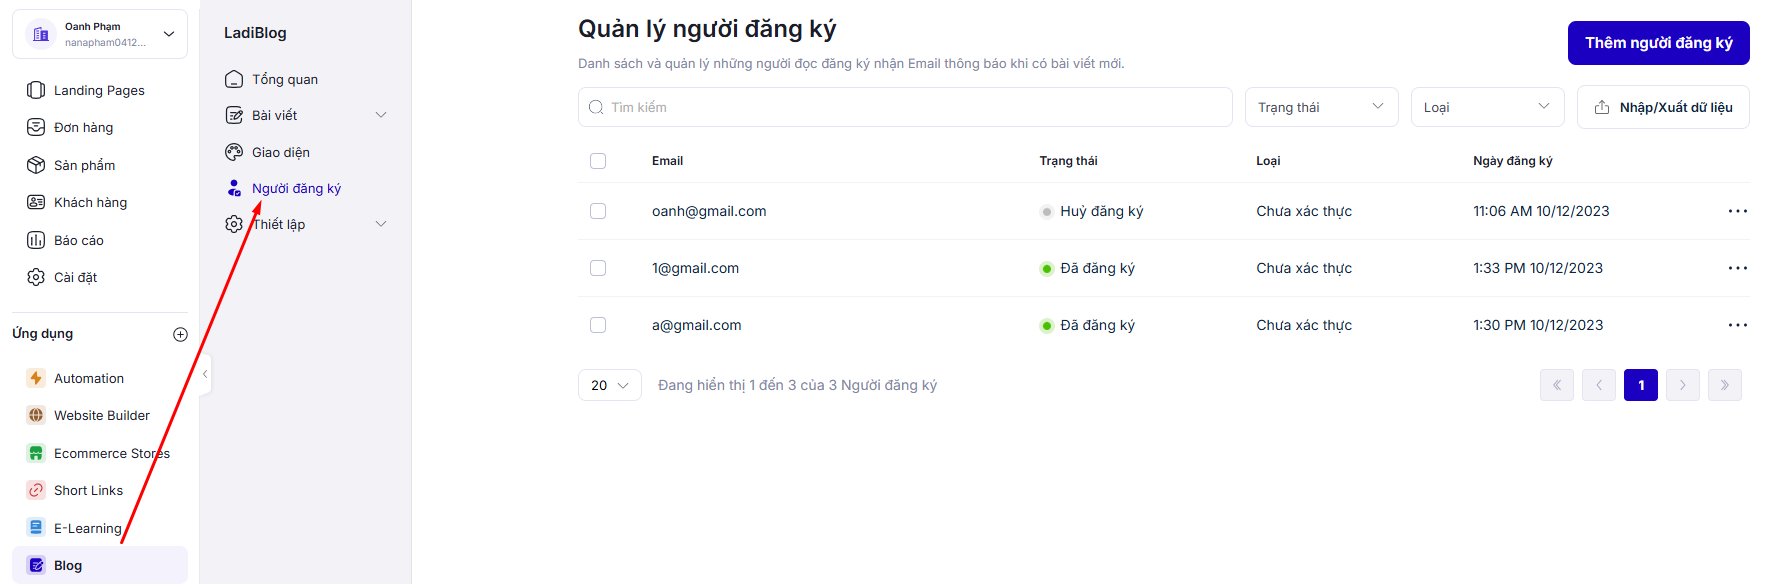 Oanh Phạm
nanapham0412...
Landing Pages
Đơn hàng
Sản phẩm
Khách hàng
Báo cáo
Cài đặt
Ứng dụng
Automation
Website Builder
Ecommerce Stores
Short Links
E-Learning
Blog
LadiBlog
Tổng quan
Bài viết
Giao diện
Người đăng ký
Thiết lập
Quản lý người đăng ký
Thêm người đăng ký
Danh sách và quản lý những người đọc đăng ký nhận Email thông báo khi có bài viết mới.
Tìm kiếm
Trạng thái
Loại
Nhập/Xuất dữ liệu
Email Trạng thái Loại Ngày đăng ký
oanh@gmail.com Huỷ đăng ký Chưa xác thực 11:06 AM 10/12/2023
1@gmail.com Đã đăng ký Chưa xác thực 1:33 PM 10/12/2023
a@gmail.com Đã đăng ký Chưa xác thực 1:30 PM 10/12/2023
20 Đang hiển thị 1 đến 3 của 3 Người đăng ký
1